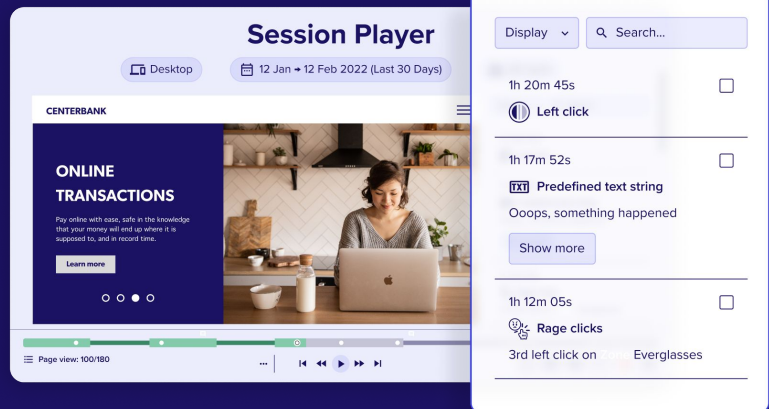 Session Player
Desktop
12 Jan → 12 Feb 2022 (Last 30 Days)
CENTERBANK
ONLINE
TRANSACTIONS
Pay online with ease, safe in the knowledge
that your money will end up where it is
supposed to, and in record time.
Learn more
Page view: 100/180
Display
Search...
1h 20m 45s
Left click
1h 17m 52s
TXT Predefined text string
Ooops, something happened
Show more
1h 12m 05s
Rage clicks
3rd left click on Everglasses